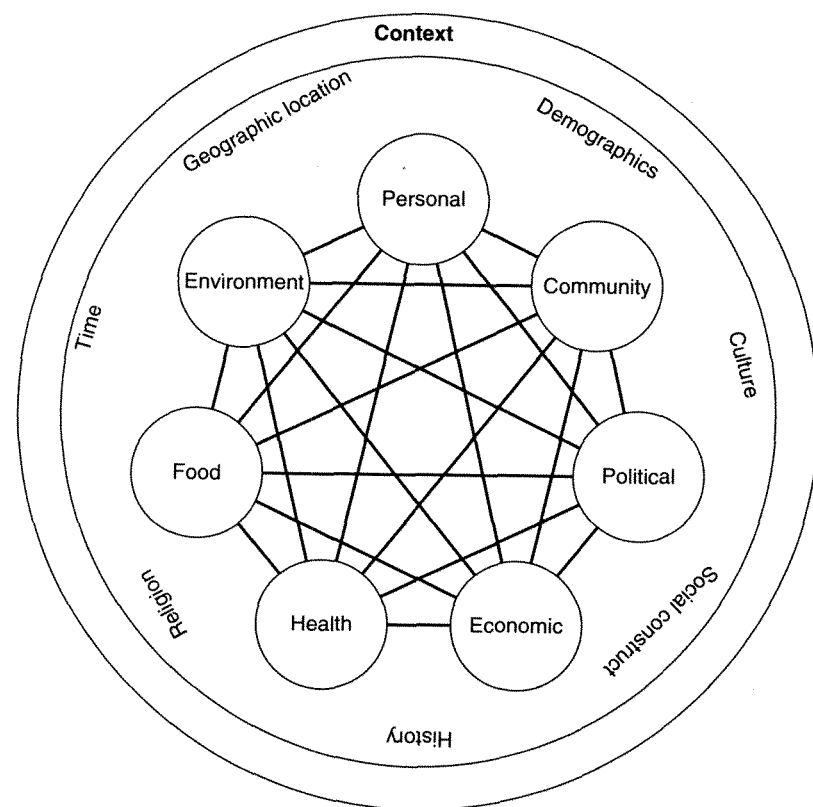 Context
Geographic location
Demographics
Personal
Environment
Community
Time
Culture
Food
Political
Religion
Health
Economic
Social construct
History